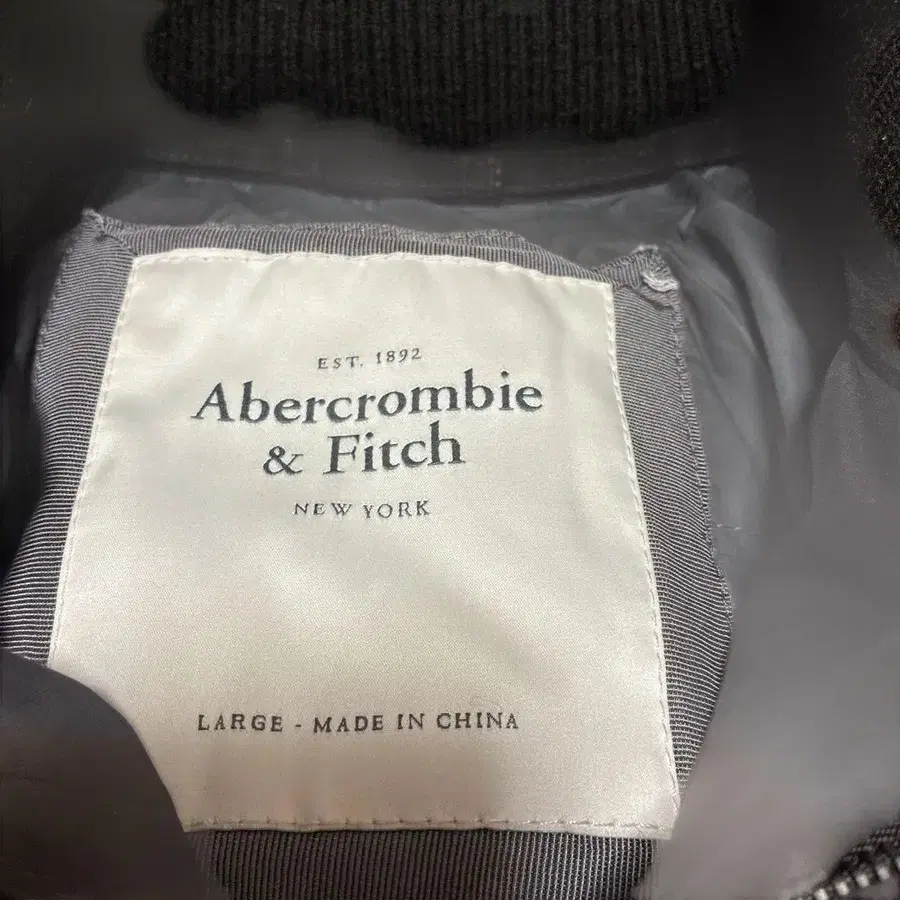 EST. 1892
Abercrombie
& Fitch
NEW YORK
LARGE - MADE IN CHINA